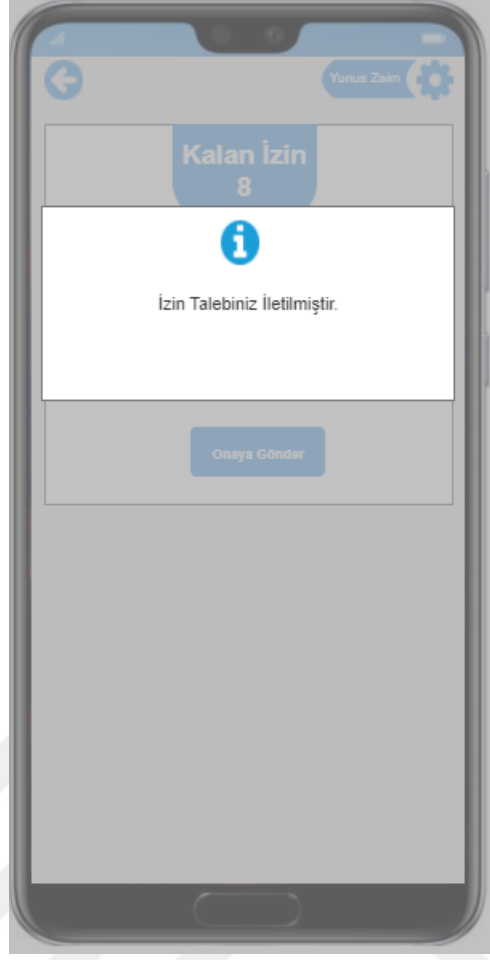 Yunus Zaim
Kalan İzin
8
İzin Talebiniz İletilmiştir.
Onaya Gönder